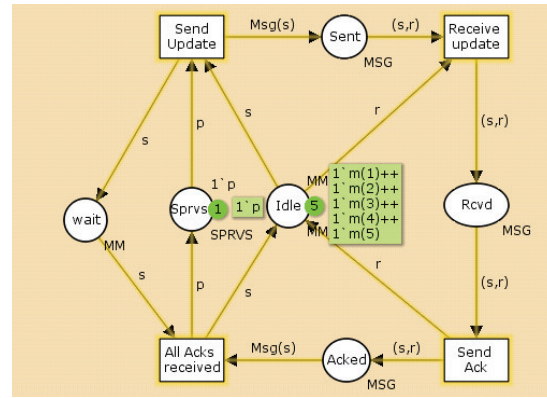 Send
Update
Msg(s)
Sent
(s,r)
Receive
update
MSG
s
p
s
r
(s,r)
1`p
MM
1`m(1)++
1`m(2)++
1`m(3)++
1`m(4)++
1`m(5)
wait
Sprvs
1
1`p
Idle
5
Rcvd
MM
SPRVS
MM
MSG
s
p
s
r
(s,r)
All Acks
received
Msg(s)
Acked
(s,r)
Send
Ack
MSG